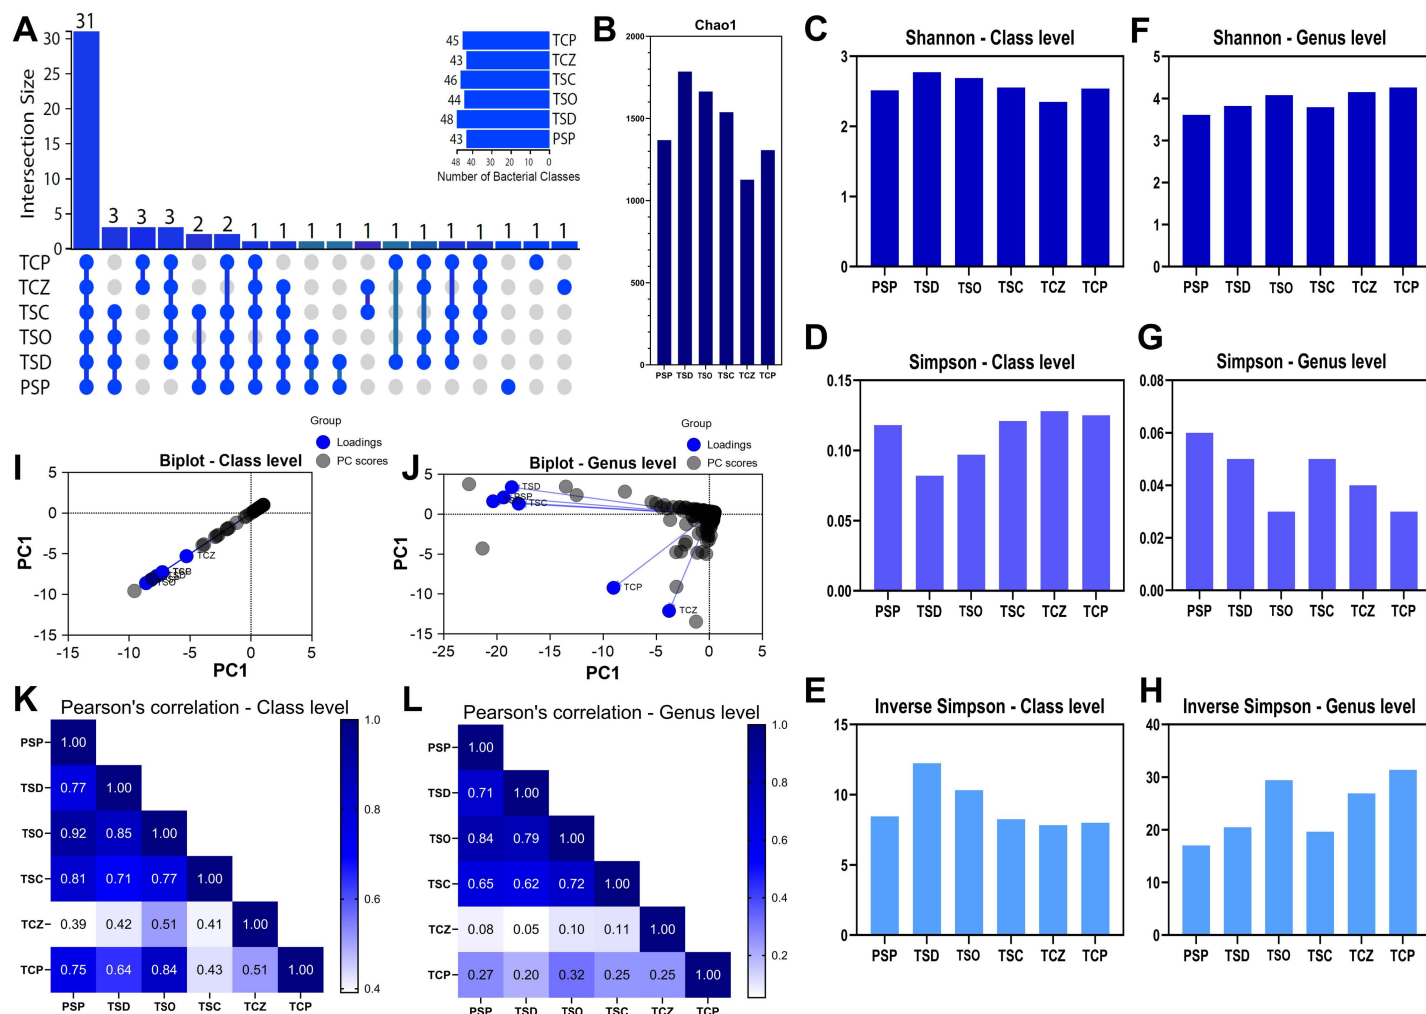 A
31
Intersection Size
30
25
20
15
10
5
0
3 3 3 2 2 1 1 1 1 1 1 1 1 1 1 1 1
TCP
TCZ
TSC
TSO
TSD
PSP
45 TCP
43 TCZ
46 TSC
44 TSO
48 TSD
43 PSP
48 40 30 20 10 0
Number of Bacterial Classes
B
Chao1
2000
1500
1000
500
0
PSP TSD TSO TSC TCZ TCP
C
Shannon - Class level
3
2
1
0
PSP TSD TSO TSC TCZ TCP
F
Shannon - Genus level
5
4
3
2
1
0
PSP TSD TSO TSC TCZ TCP
D
Simpson - Class level
0.15
0.10
0.05
0.00
PSP TSD TSO TSC TCZ TCP
G
Simpson - Genus level
0.08
0.06
0.04
0.02
0.00
PSP TSD TSO TSC TCZ TCP
E
Inverse Simpson - Class level
15
10
5
0
PSP TSD TSO TSC TCZ TCP
H
Inverse Simpson - Genus level
40
30
20
10
0
PSP TSD TSO TSC TCZ TCP
I
Group
Loadings
PC scores
Biplot - Class level
5
0
-5
-10
-15
PC1
TCZ
-15 -10 -5 0 5
PC1
J
Group
Loadings
PC scores
Biplot - Genus level
5
0
-5
-10
-15
PC1
TSD
PSP
TSC
TCP
TCZ
-25 -20 -15 -10 -5 0 5
PC1
K
Pearson's correlation - Class level
PSP 1.00
TSD 0.77 1.00
TSO 0.92 0.85 1.00
TSC 0.81 0.71 0.77 1.00
TCZ 0.39 0.42 0.51 0.41 1.00
TCP 0.75 0.64 0.84 0.43 0.51 1.00
PSP TSD TSO TSC TCZ TCP
1.0
0.8
0.6
0.4
L
Pearson's correlation - Genus level
PSP 1.00
TSD 0.71 1.00
TSO 0.84 0.79 1.00
TSC 0.65 0.62 0.72 1.00
TCZ 0.08 0.05 0.10 0.11 1.00
TCP 0.27 0.20 0.32 0.25 0.25 1.00
PSP TSD TSO TSC TCZ TCP
1.0
0.8
0.6
0.4
0.2